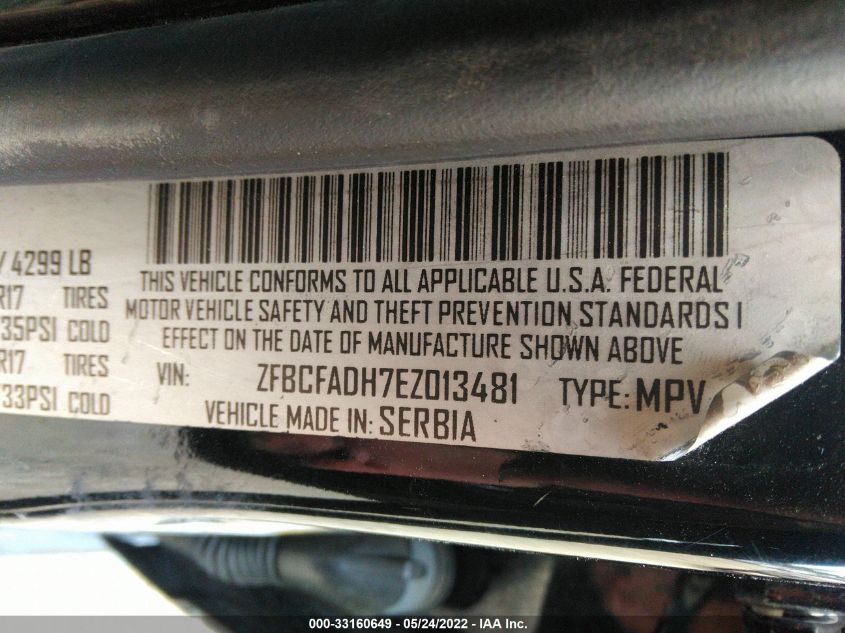 / 4299 LB
THIS VEHICLE CONFORMS TO ALL APPLICABLE U.S.A. FEDERAL
R17 TIRES
MOTOR VEHICLE SAFETY AND THEFT PREVENTION STANDARDS I
35PSI COLD
EFFECT ON THE DATE OF MANUFACTURE SHOWN ABOVE
R17 TIRES
VIN: ZFBCFADH7EZ013481 TYPE: MPV
33PSI COLD
VEHICLE MADE IN: SERBIA
000-33160649 - 05/24/2022 - IAA Inc.